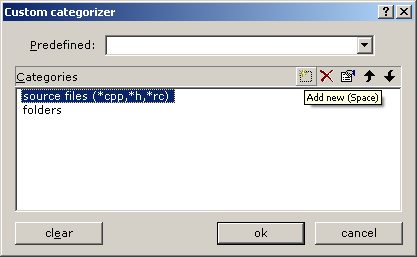 Custom categorizer
Predefined:
Categories
Add new (Space)
source files (*cpp,*h,*rc)
folders
clear
ok
cancel